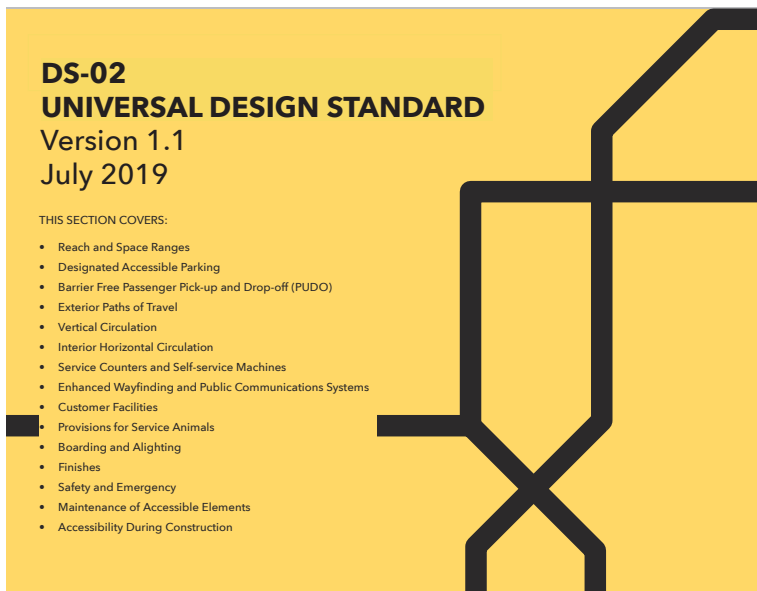 DS-02
UNIVERSAL DESIGN STANDARD
Version 1.1
July 2019
THIS SECTION COVERS:
• Reach and Space Ranges
• Designated Accessible Parking
• Barrier Free Passenger Pick-up and Drop-off (PUDO)
• Exterior Paths of Travel
• Vertical Circulation
• Interior Horizontal Circulation
• Service Counters and Self-service Machines
• Enhanced Wayfinding and Public Communications Systems
• Customer Facilities
• Provisions for Service Animals
• Boarding and Alighting
• Finishes
• Safety and Emergency
• Maintenance of Accessible Elements
• Accessibility During Construction